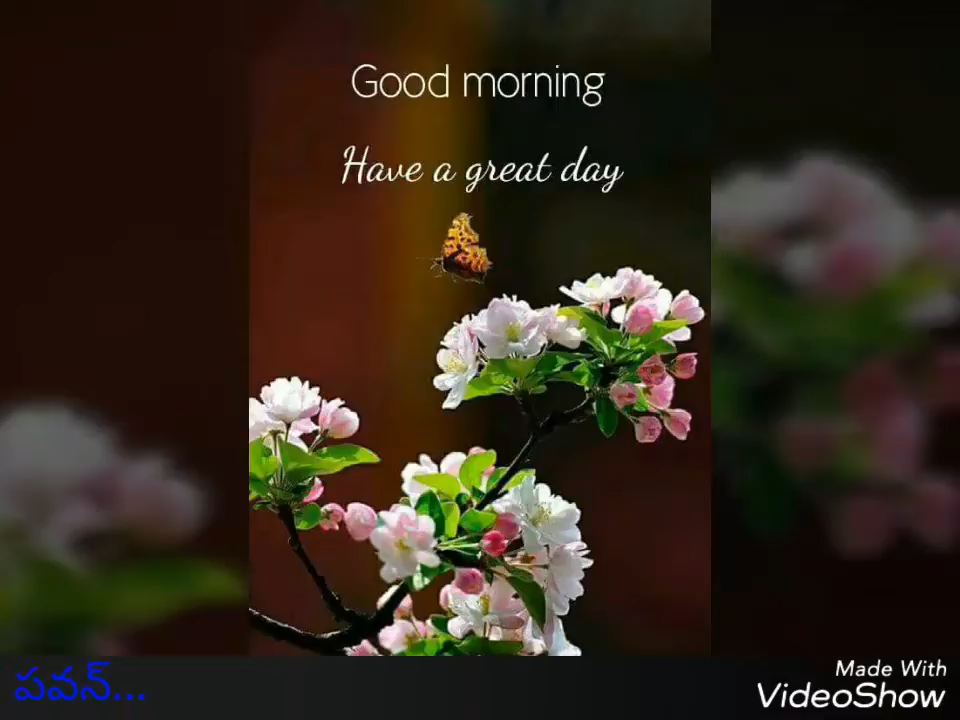 Good morning
Have a great day
పవన్...
Made With
VideoShow